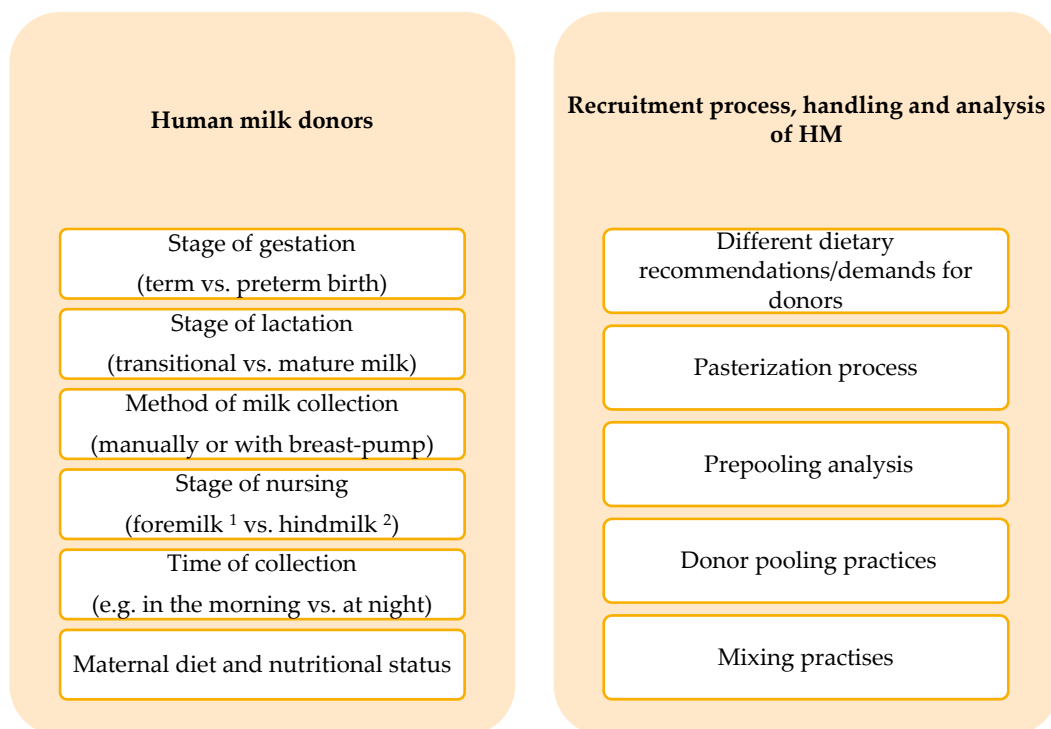 Human milk donors
Stage of gestation
(term vs. preterm birth)
Stage of lactation
(transitional vs. mature milk)
Method of milk collection
(manually or with breast-pump)
Stage of nursing
(foremilk ¹ vs. hindmilk ²)
Time of collection
(e.g. in the morning vs. at night)
Maternal diet and nutritional status
Recruitment process, handling and analysis
of HM
Different dietary
recommendations/demands for
donors
Pasterization process
Prepooling analysis
Donor pooling practices
Mixing practises